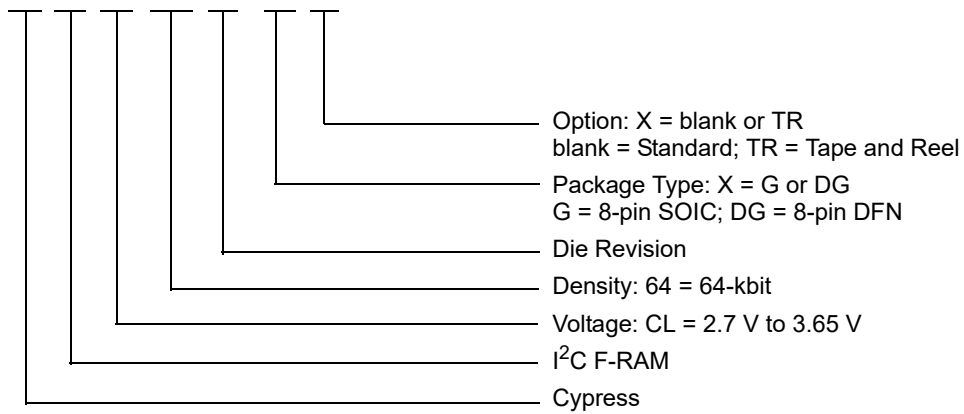 Option: X = blank or TR
blank = Standard; TR = Tape and Reel
Package Type: X = G or DG
G = 8-pin SOIC; DG = 8-pin DFN
Die Revision
Density: 64 = 64-kbit
Voltage: CL = 2.7 V to 3.65 V
I²C F-RAM
Cypress